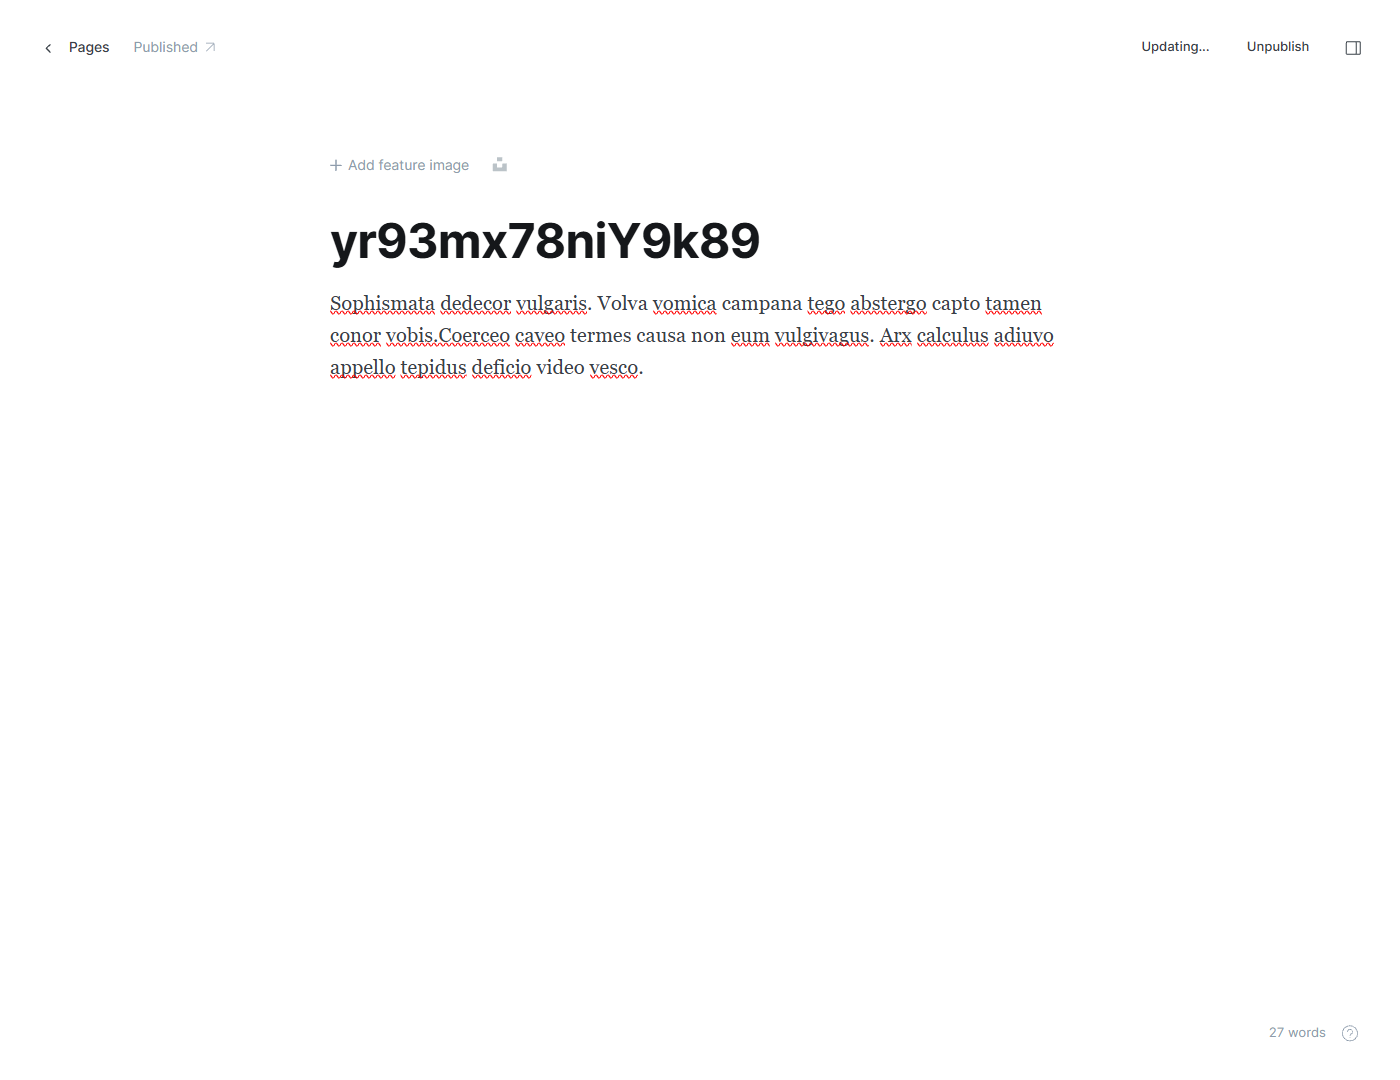 Pages Published Updating... Unpublish
Add feature image
yr93mx78niY9k89
Sophismata dedecor vulgaris. Volva vomica campana tego abstergo capto tamen
conor vobis.Coerceo caveo termes causa non eum vulgivagus. Arx calculus adiuvo
appello tepidus deficio video vesco.
27 words